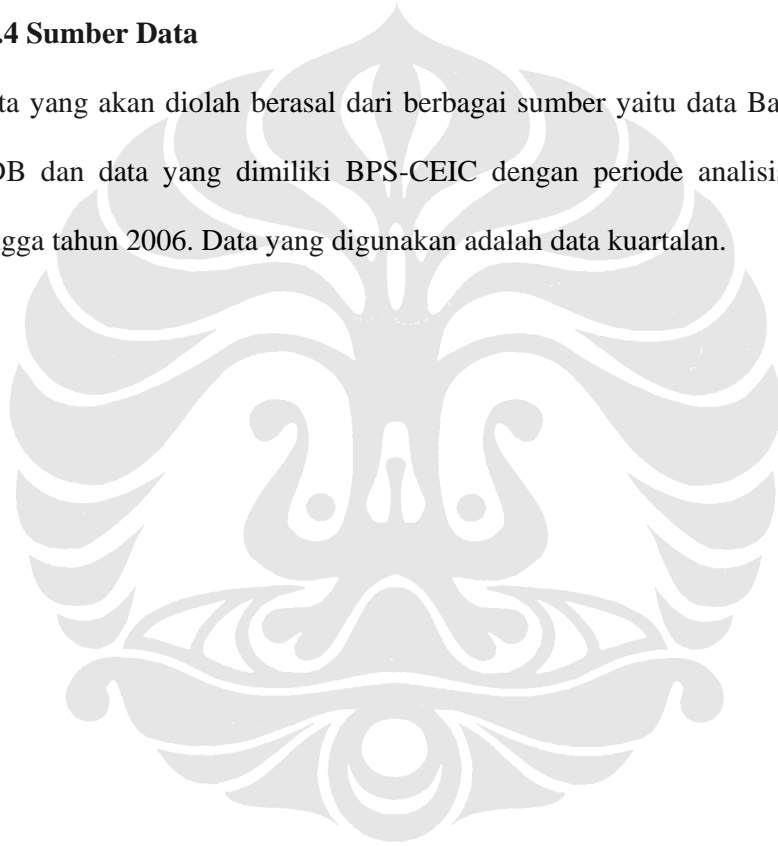 .4 Sumber Data
ta yang akan diolah berasal dari berbagai sumber yaitu data Ba
DB dan data yang dimiliki BPS-CEIC dengan periode analisis
ngga tahun 2006. Data yang digunakan adalah data kuartalan.